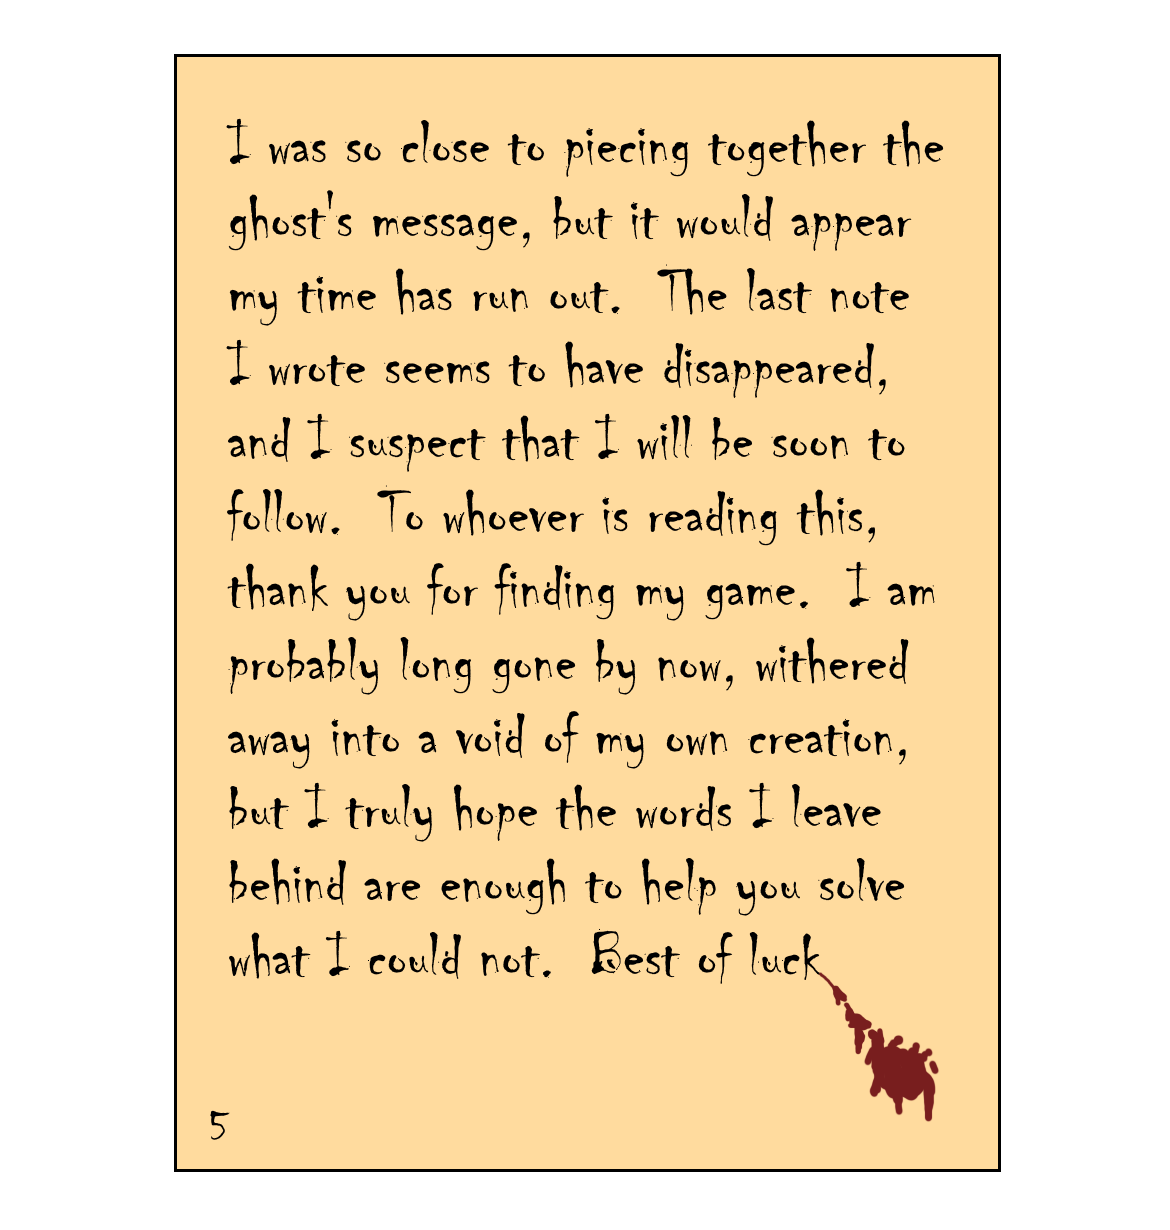 I was so close to piecing together the
ghost's message, but it would appear
my time has run out.  The last note
I wrote seems to have disappeared,
and I suspect that I will be soon to
follow.  To whoever is reading this,
thank you for finding my game.  I am
probably long gone by now, withered
away into a void of my own creation,
but I truly hope the words I leave
behind are enough to help you solve
what I could not.  Best of luck
5